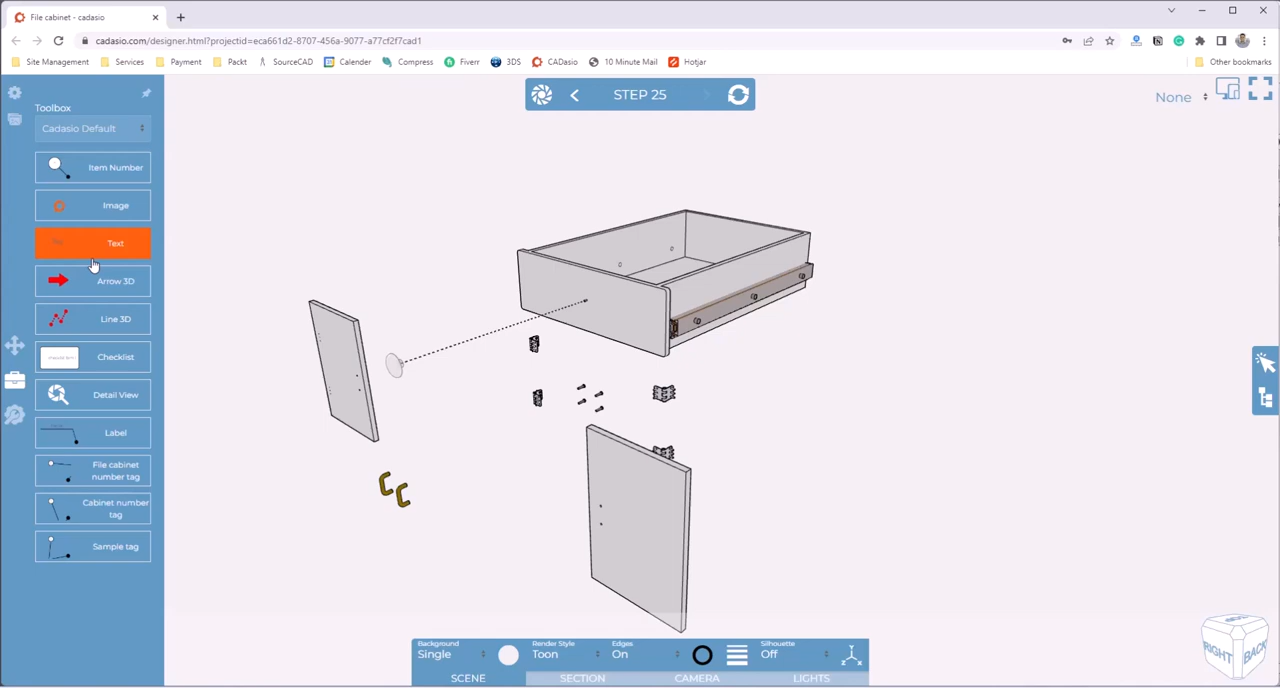 File cabinet - cadasio
cadasio.com/designer.html?projectid=eca661d2-8707-456a-9077-a77cf2f7cad1
Site Management Services Payment Packt SourceCAD Calender Compress Fiverr 3DS CADasio 10 Minute Mail Hotjar Other bookmarks
STEP 25
None
Toolbox
Cadasio Default
Item Number
Image
Text
Arrow 3D
Line 3D
Checklist
Detail View
Label
File cabinet
number tag
Cabinet number
tag
Sample tag
Background Render Style Edges Silhouette
Single Toon On Off
SCENE SECTION CAMERA LIGHTS
RIGHT BACK